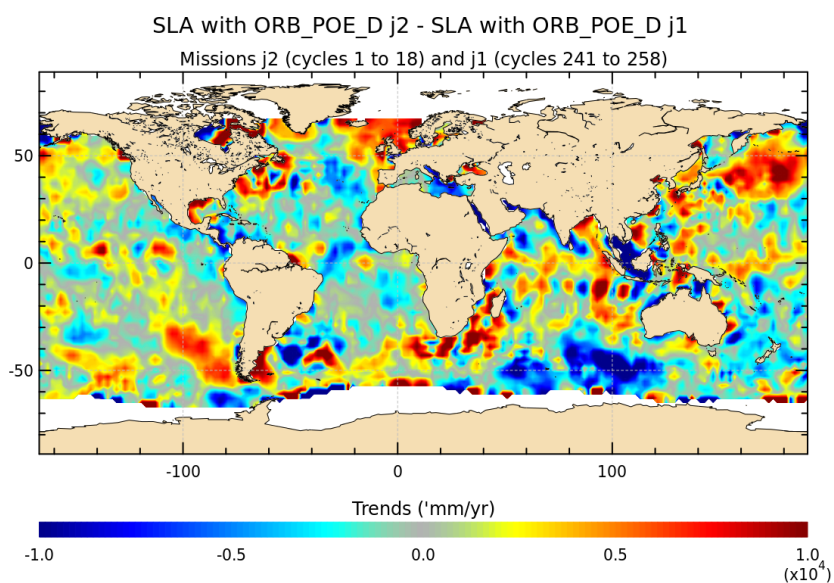 SLA with ORB_POE_D j2 - SLA with ORB_POE_D j1
Missions j2 (cycles 1 to 18) and j1 (cycles 241 to 258)
50
0
-50
-100 0 100
Trends ('mm/yr)
-1.0 -0.5 0.0 0.5 1.0
(x10^4)